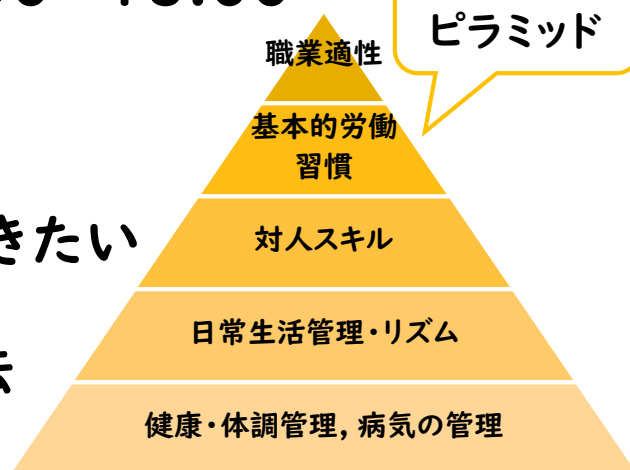 ピラミッド
職業適性
基本的労働
習慣
きたい
対人スキル
日常生活管理・リズム
健康・体調管理, 病気の管理